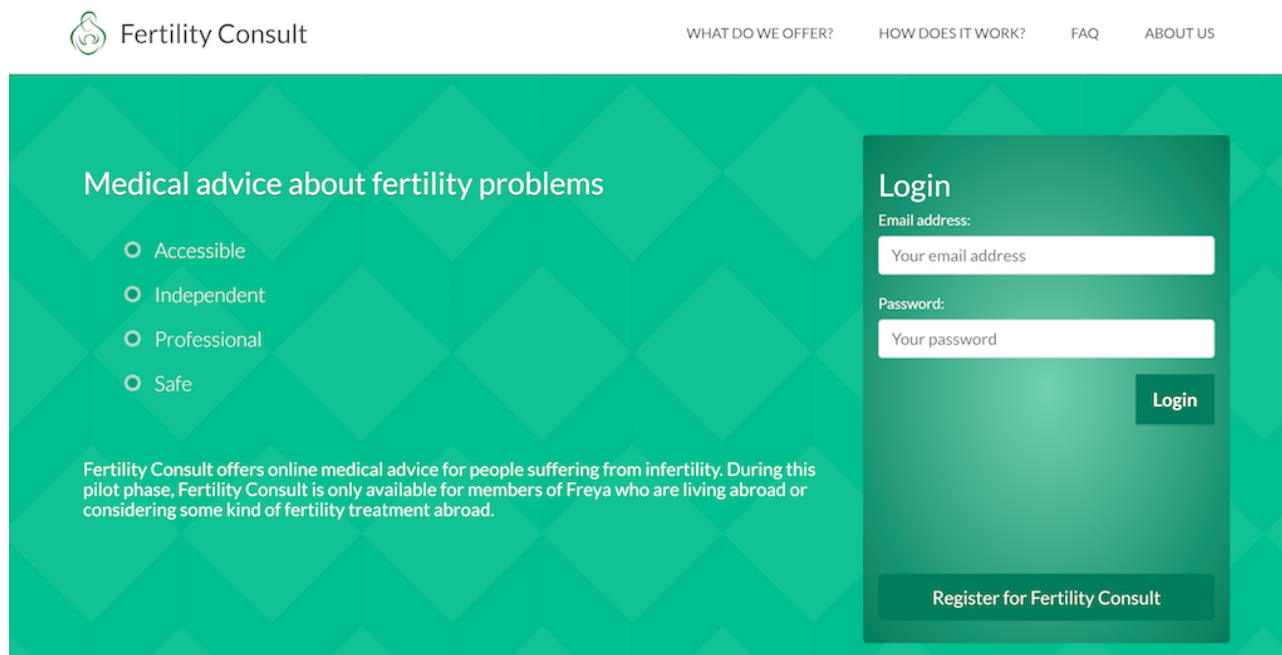 Fertility Consult
WHAT DO WE OFFER? HOW DOES IT WORK? FAQ ABOUT US
Medical advice about fertility problems
Accessible
Independent
Professional
Safe
Fertility Consult offers online medical advice for people suffering from infertility. During this
pilot phase, Fertility Consult is only available for members of Freya who are living abroad or
considering some kind of fertility treatment abroad.
Login
Email address:
Your email address
Password:
Your password
Login
Register for Fertility Consult